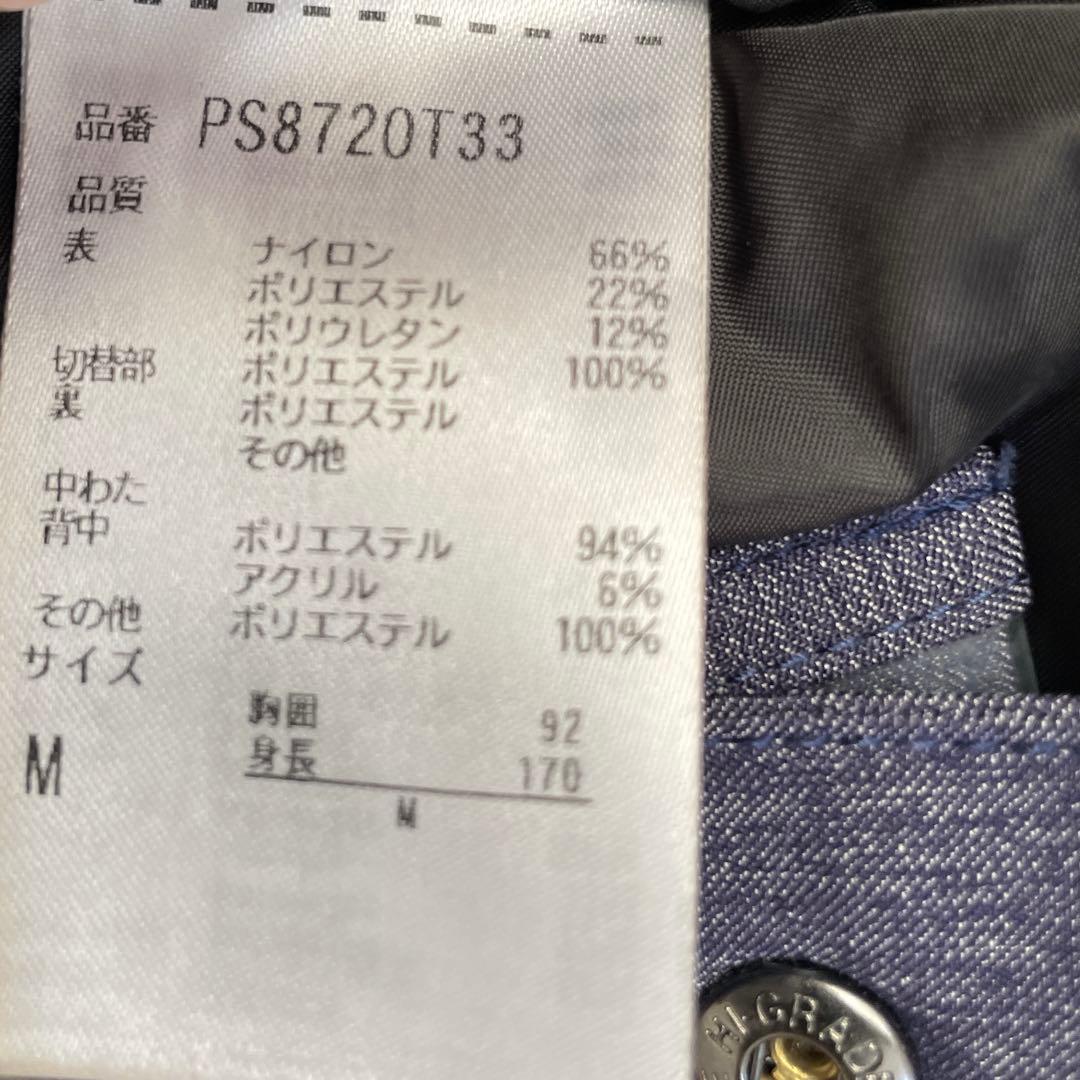 品番 PS8720T33
品質
表 ナイロン 66%
ポリエステル 22%
ポリウレタン 12%
切替部 ポリエステル 100%
裏 ポリエステル
その他
中わた
背中 ポリエステル 94%
アクリル 6%
その他 ポリエステル 100%
サイズ
胸囲 92
M 身長 170
M
HI-GRADE